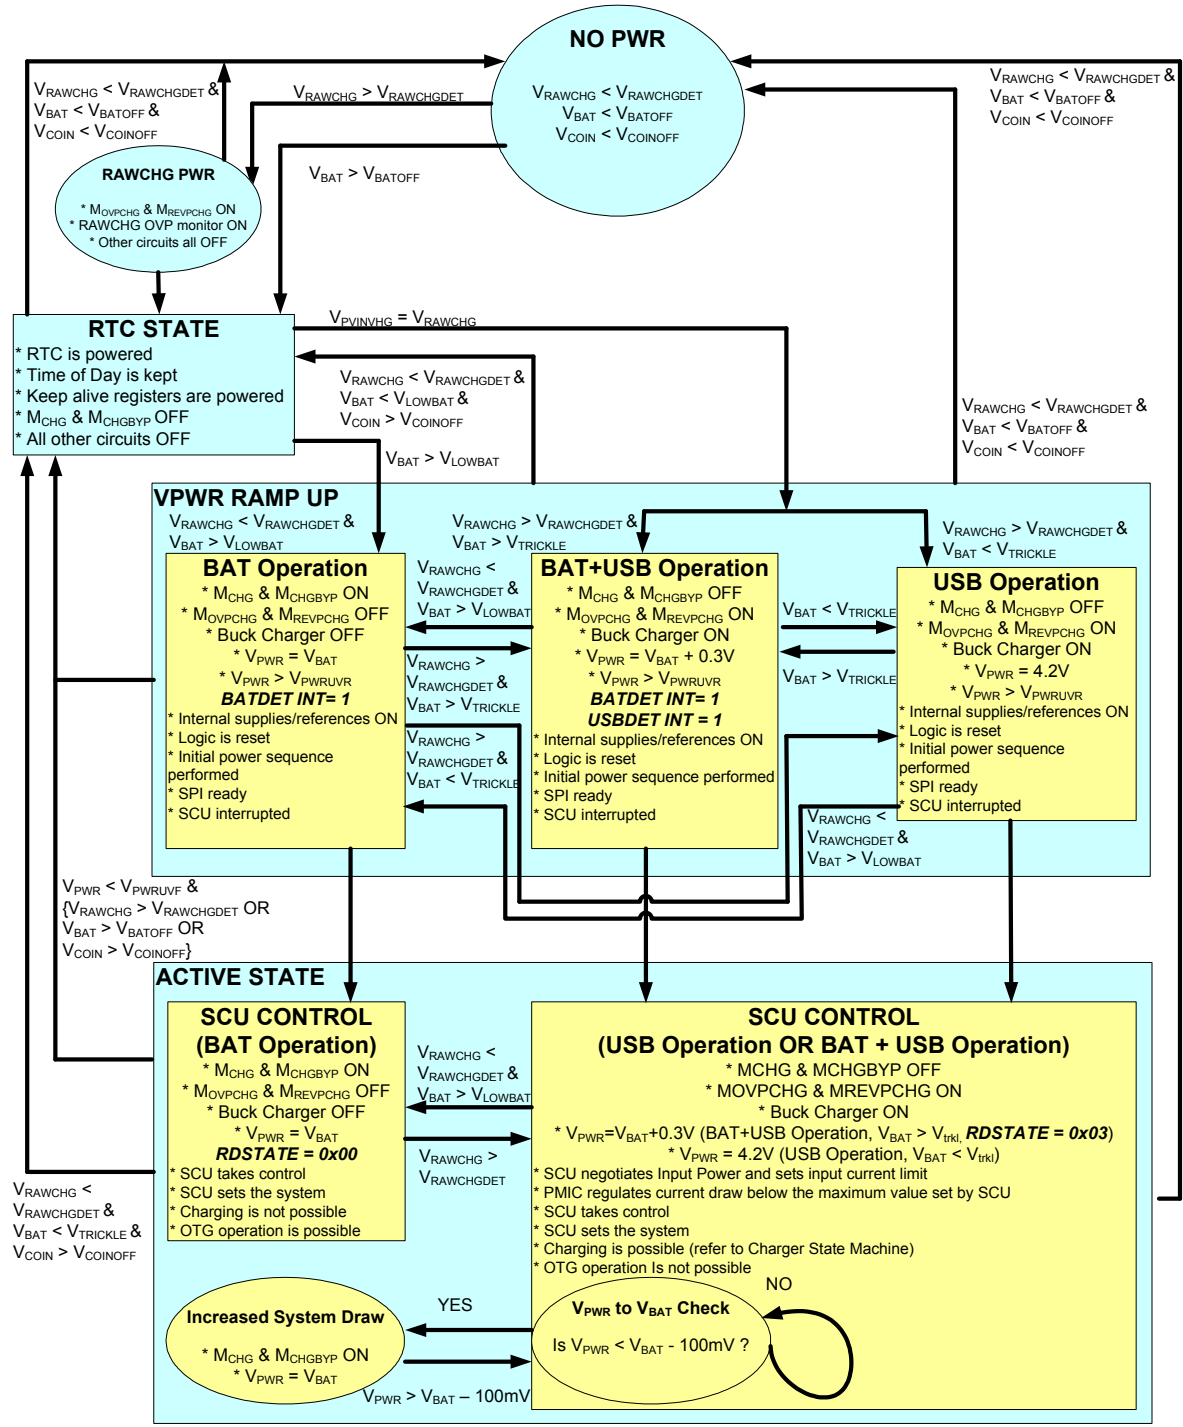 NO PWR
VRAWCHG < VRAWCHGDET
VBAT < VBATOFF
VCOIN < VCOINOFF
VRAWCHG < VRAWCHGDET &
VBAT < VBATOFF &
VCOIN < VCOINOFF
VRAWCHG > VRAWCHGDET
VRAWCHG < VRAWCHGDET &
VBAT < VBATOFF &
VCOIN < VCOINOFF
VBAT > VBATOFF
RAWCHG PWR
* MOVPCHG & MREVPCHG ON
* RAWCHG OVP monitor ON
* Other circuits all OFF
RTC STATE
* RTC is powered
* Time of Day is kept
* Keep alive registers are powered
* MCHG & MCHGBYP OFF
* All other circuits OFF
VPVINVHG = VRAWCHG
VRAWCHG < VRAWCHGDET &
VBAT < VLOWBAT &
VCOIN > VCOINOFF
VRAWCHG < VRAWCHGDET &
VBAT < VBATOFF &
VCOIN < VCOINOFF
VBAT > VLOWBAT
VPWR RAMP UP
VRAWCHG < VRAWCHGDET &
VBAT > VLOWBAT
VRAWCHG > VRAWCHGDET &
VBAT > VTRICKLE
VRAWCHG > VRAWCHGDET &
VBAT < VTRICKLE
BAT Operation
* MCHG & MCHGBYP ON
* MOVPCHG & MREVPCHG OFF
* Buck Charger OFF
* VPWR = VBAT
* VPWR > VPWRUVR
BATDET INT= 1
* Internal supplies/references ON
* Logic is reset
* Initial power sequence
performed
* SPI ready
* SCU interrupted
VRAWCHG <
VRAWCHGDET &
VBAT > VLOWBAT
VRAWCHG >
VRAWCHGDET &
VBAT > VTRICKLE
VRAWCHG >
VRAWCHGDET &
VBAT < VTRICKLE
BAT+USB Operation
* MCHG & MCHGBYP OFF
* MOVPCHG & MREVPCHG ON
* Buck Charger ON
* VPWR = VBAT + 0.3V
* VPWR > VPWRUVR
BATDET INT= 1
USBDET INT = 1
* Internal supplies/references ON
* Logic is reset
* Initial power sequence performed
* SPI ready
* SCU interrupted
VBAT < VTRICKLE
VBAT > VTRICKLE
USB Operation
* MCHG & MCHGBYP OFF
* MOVPCHG & MREVPCHG ON
* Buck Charger ON
* VPWR = 4.2V
* VPWR > VPWRUVR
* Internal supplies/references ON
* Logic is reset
* Initial power sequence
performed
* SPI ready
* SCU interrupted
VRAWCHG <
VRAWCHGDET &
VBAT > VLOWBAT
VPWR < VPWRUVF &
{VRAWCHG > VRAWCHGDET OR
VBAT > VBATOFF OR
VCOIN > VCOINOFF}
ACTIVE STATE
SCU CONTROL
(BAT Operation)
* MCHG & MCHGBYP ON
* MOVPCHG & MREVPCHG OFF
* Buck Charger OFF
* VPWR = VBAT
RDSTATE = 0x00
* SCU takes control
* SCU sets the system
* Charging is not possible
* OTG operation is possible
VRAWCHG <
VRAWCHGDET &
VBAT > VLOWBAT
VRAWCHG >
VRAWCHGDET
SCU CONTROL
(USB Operation OR BAT + USB Operation)
* MCHG & MCHGBYP OFF
* MOVPCHG & MREVPCHG ON
* Buck Charger ON
* VPWR=VBAT+0.3V (BAT+USB Operation, VBAT > Vtrkl, RDSTATE = 0x03)
* VPWR = 4.2V (USB Operation, VBAT < Vtrkl)
* SCU negotiates Input Power and sets input current limit
* PMIC regulates current draw below the maximum value set by SCU
* SCU takes control
* SCU sets the system
* Charging is possible (refer to Charger State Machine)
* OTG operation Is not possible
VRAWCHG <
VRAWCHGDET &
VBAT < VTRICKLE &
VCOIN > VCOINOFF
Increased System Draw
* MCHG & MCHGBYP ON
* VPWR = VBAT
YES
VPWR > VBAT – 100mV
VPWR to VBAT Check
Is VPWR < VBAT - 100mV ?
NO